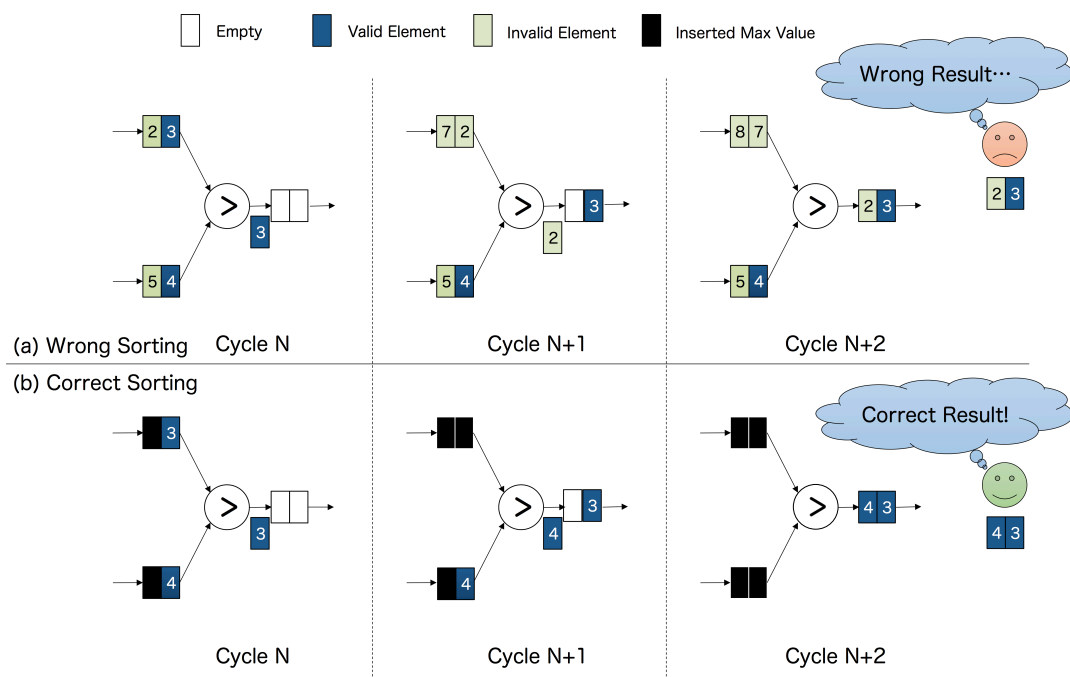 Empty Valid Element Invalid Element Inserted Max Value
Wrong Result…
2 3 7 2 8 7
> > >
3 3 2 3 2 3
2
5 4 5 4 5 4
(a) Wrong Sorting Cycle N Cycle N+1 Cycle N+2
(b) Correct Sorting
Correct Result!
3
> > >
3 3 4 3 4 3
4
4 4
Cycle N Cycle N+1 Cycle N+2